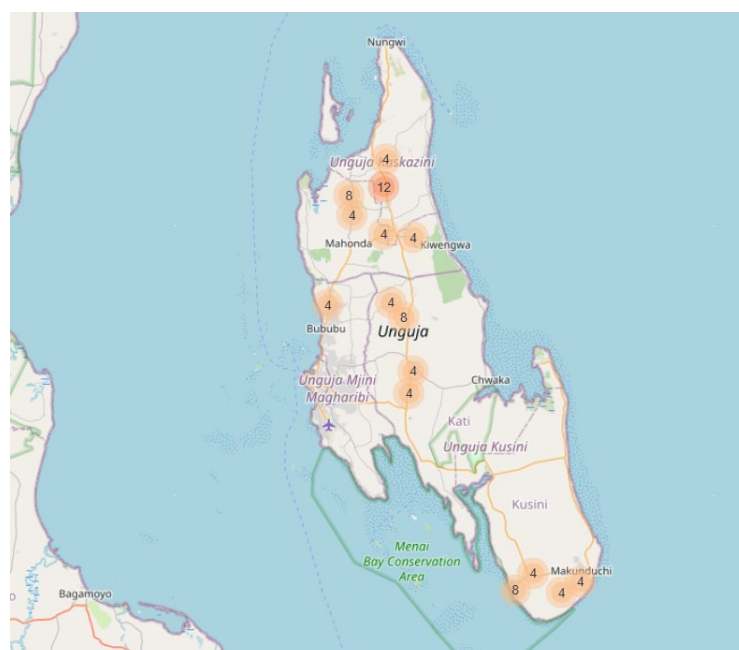 Nungwi
4
Unguja Kaskazini
12
8
4
4
4
Mahonda
Kiwengwa
4
4
8
Bububu
Unguja
4
Unguja Mjini
Magharibi
Chwaka
4
Kati
Unguja Kusini
Kusini
Menai
Bay Conservation
Area
4
Makunduchi
4
8
4
Bagamoyo